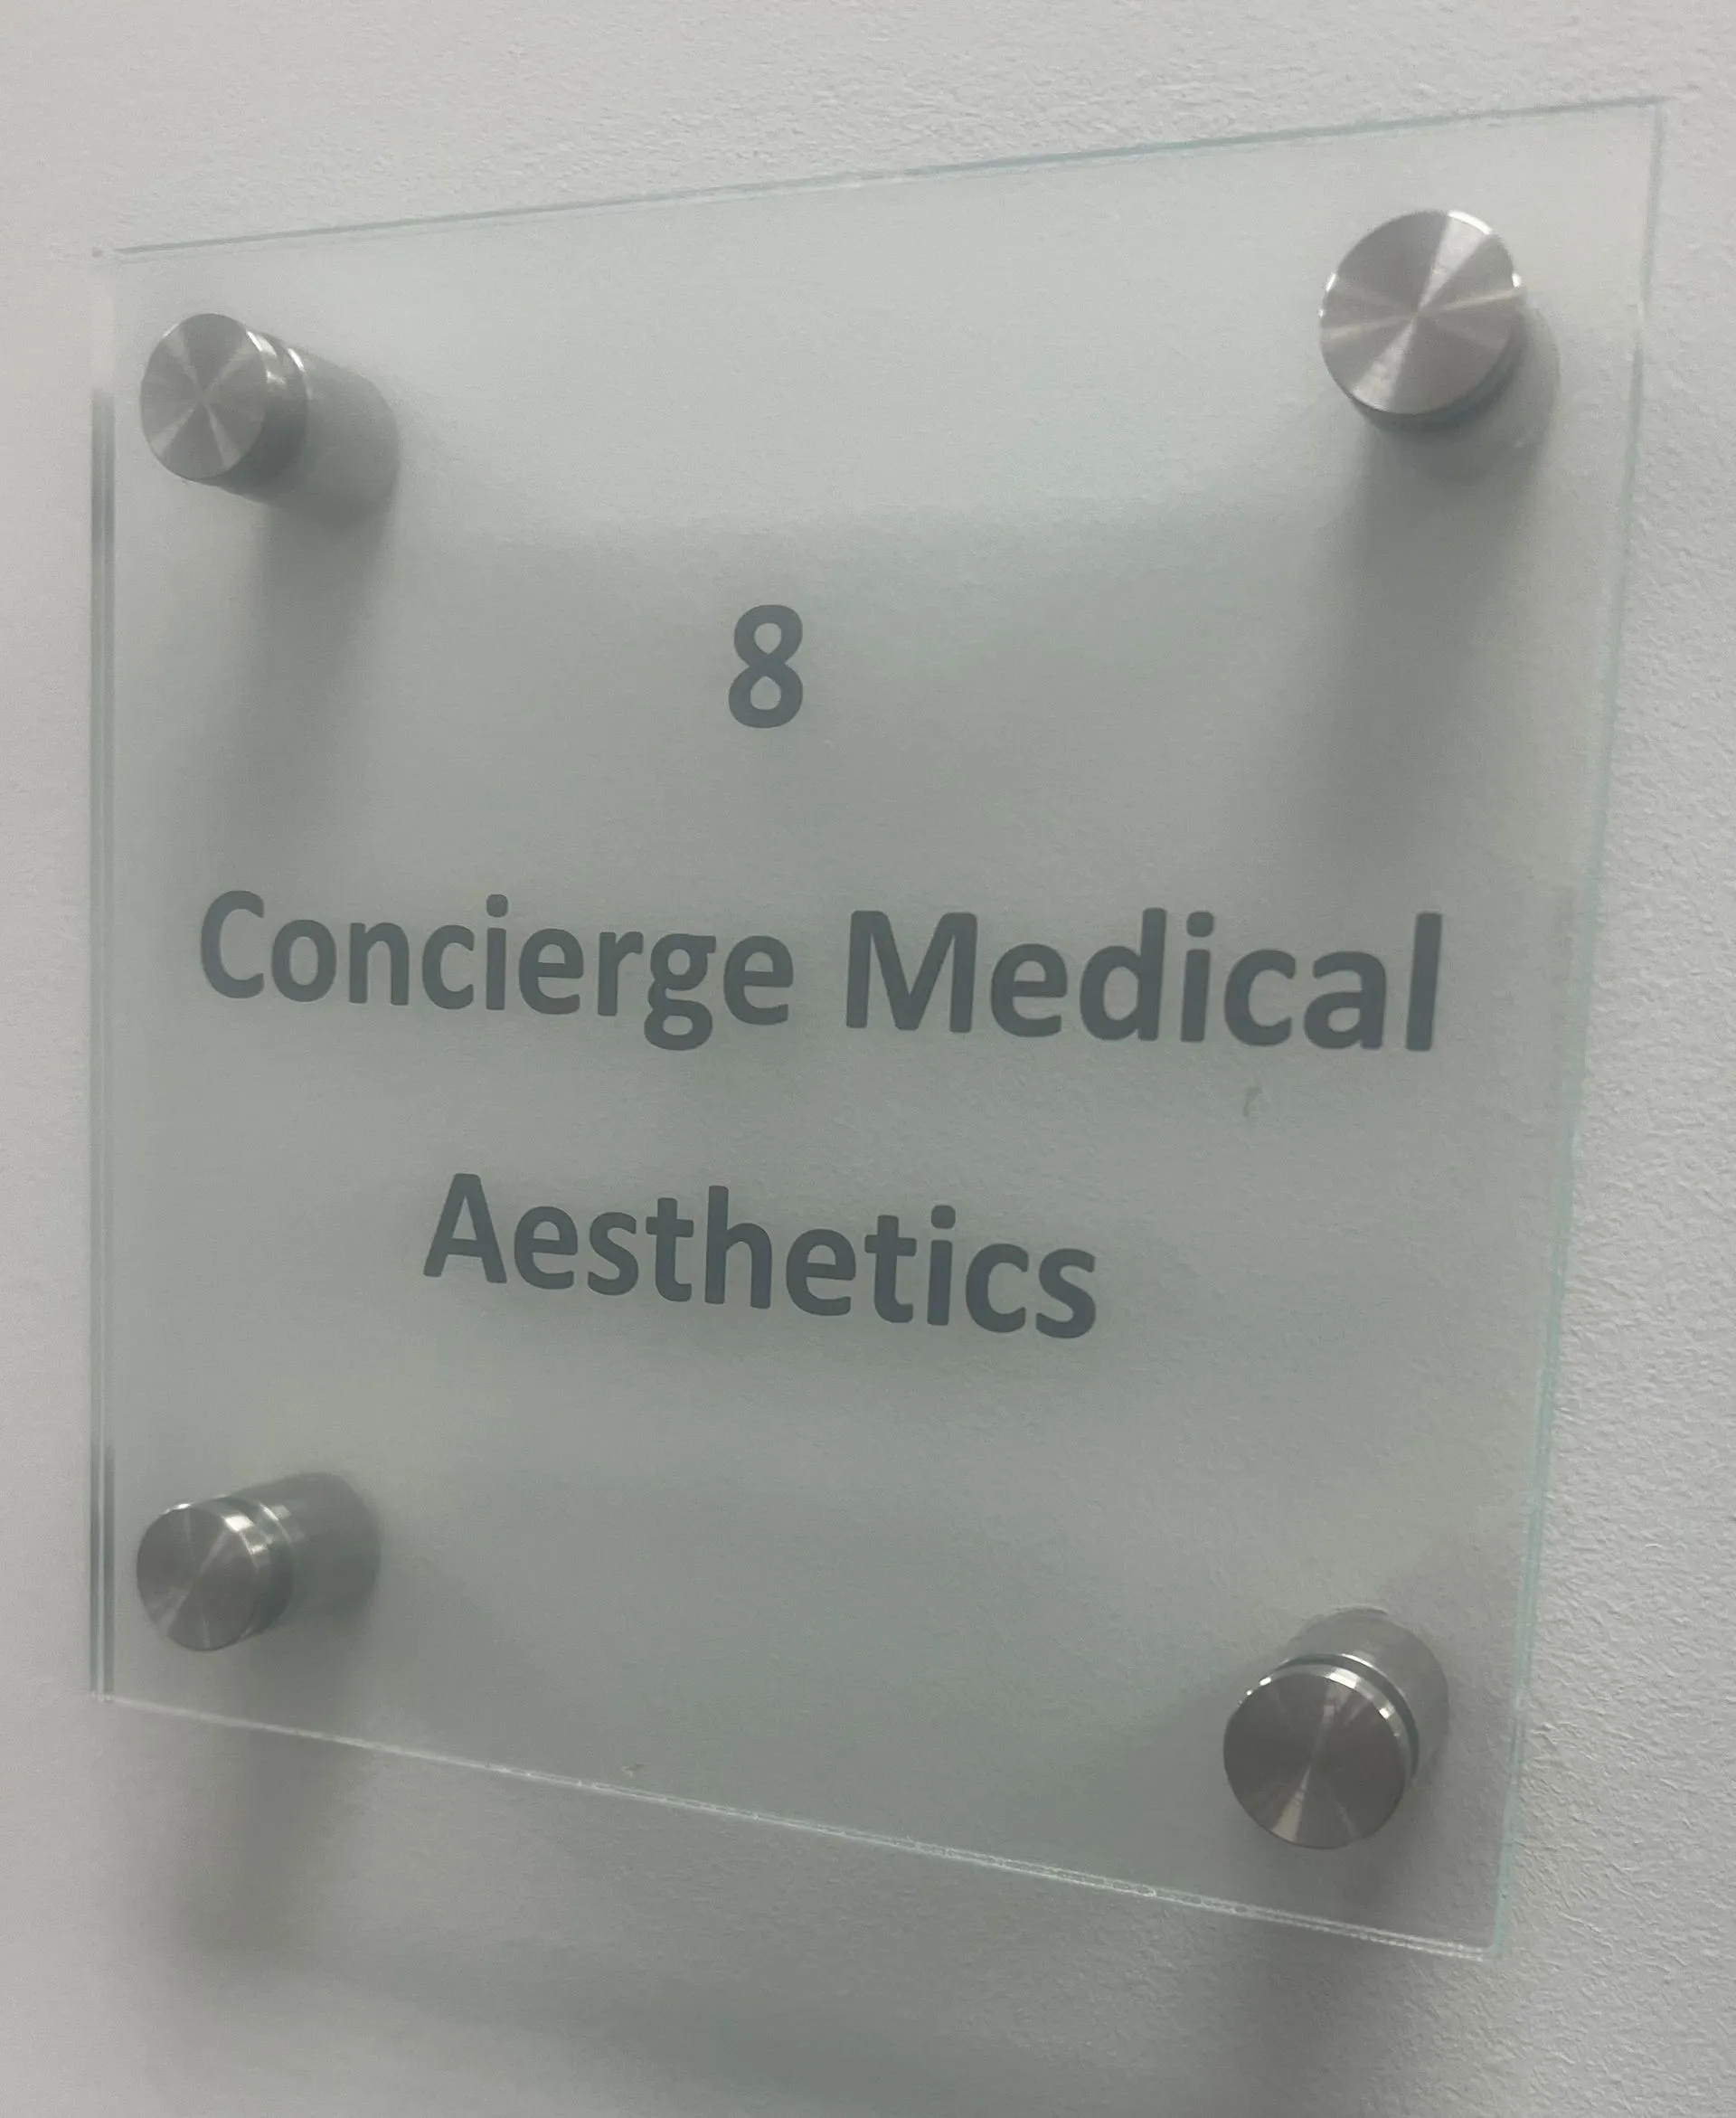 8
Concierge Medical
Aesthetics